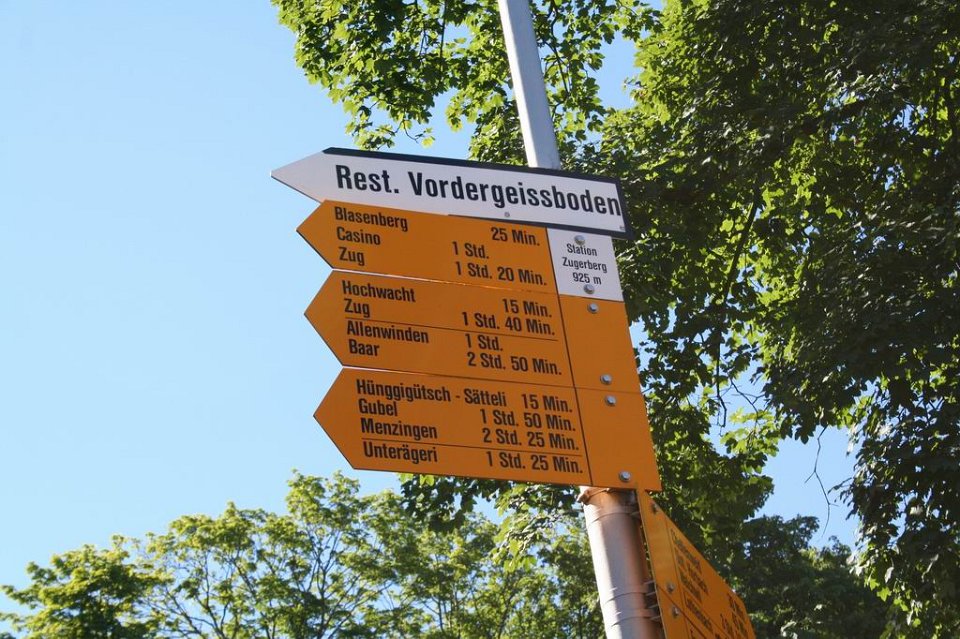 Rest. Vordergeissboden
Station
Zugerberg
925 m
Blasenberg 25 Min.
Casino 1 Std.
Zug 1 Std. 20 Min.
Hochwacht 15 Min.
Zug 1 Std. 40 Min.
Allenwinden 1 Std.
Baar 2 Std. 50 Min.
Hünggigütsch - Sätteli 15 Min.
Gubel 1 Std. 50 Min.
Menzingen 2 Std. 25 Min.
Unterägeri 1 Std. 25 Min.